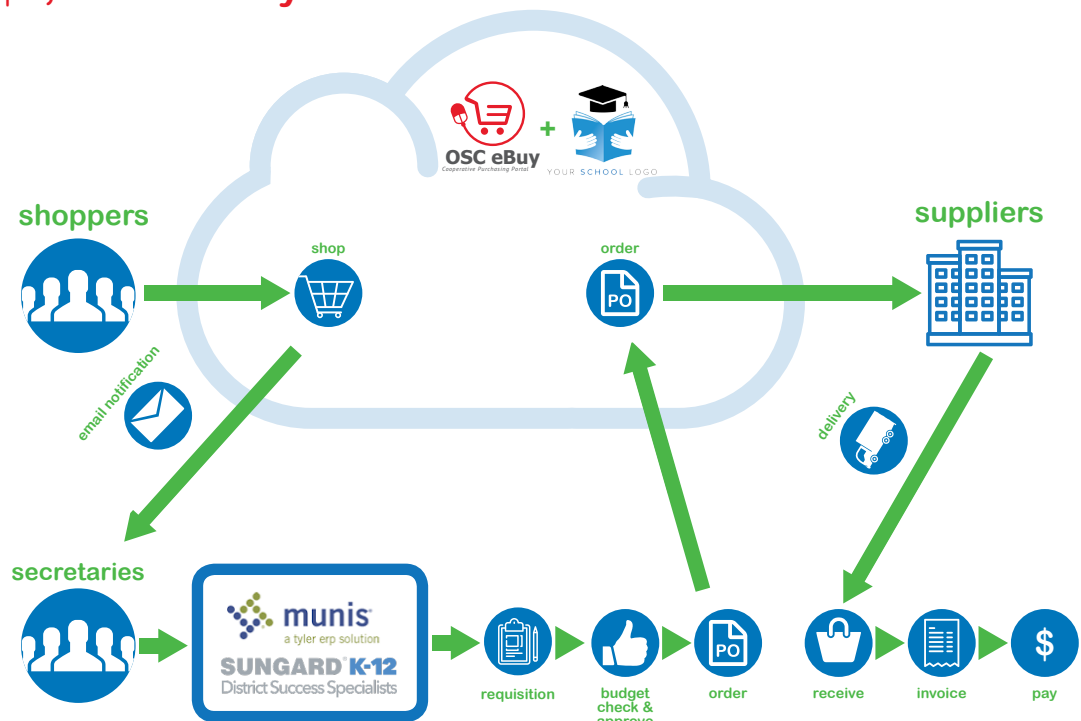 OSC eBuy
Cooperative Purchasing Portal
+
YOUR SCHOOL LOGO
shoppers
suppliers
shop
order
PO
email notification
delivery
secretaries
munis
a tyler erp solution
SUNGARD® K-12
District Success Specialists
PO
$
requisition
budget
check &
approve
order
receive
invoice
pay